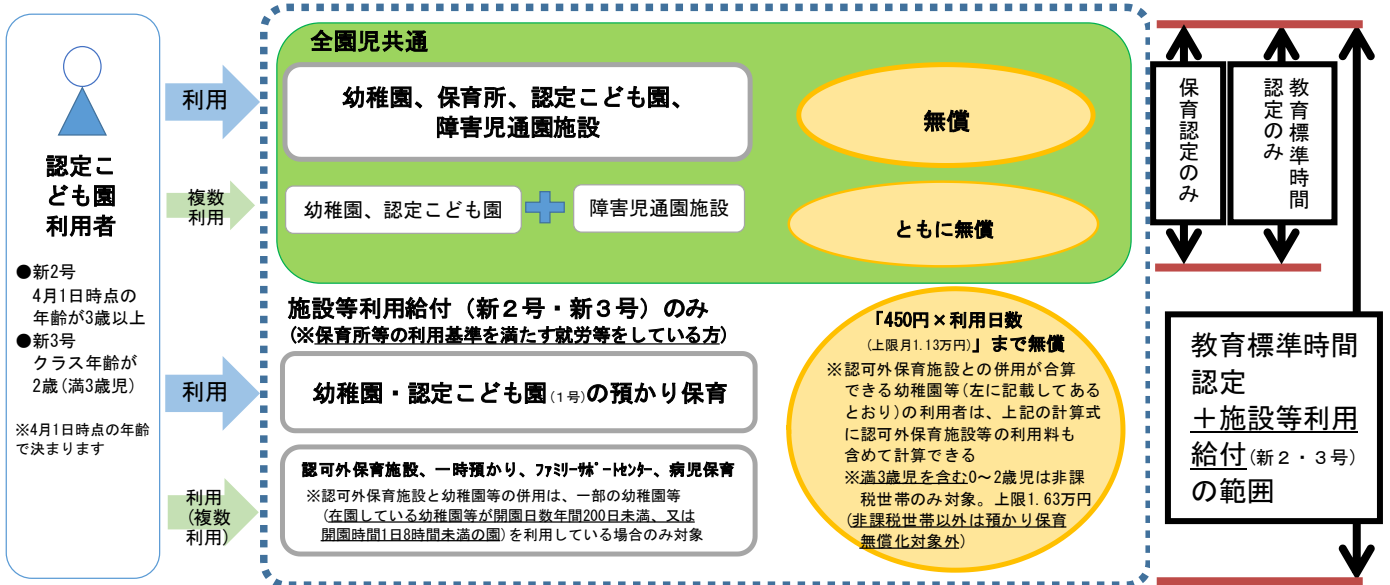 認定こ
ども園
利用者
●新2号
4月1日時点の
年齢が3歳以上
●新3号
クラス年齢が
2歳(満3歳児)
※4月1日時点の年齢
で決まります
利用
複数
利用
利用
利用
(複数
利用)
全園児共通
幼稚園、保育所、認定こども園、
障害児通園施設
無償
幼稚園、認定こども園
障害児通園施設
ともに無償
施設等利用給付(新2号・新3号)のみ
(※保育所等の利用基準を満たす就労等をしている方)
幼稚園・認定こども園(1号)の預かり保育
認可外保育施設、一時預かり、ファミリーサポートセンター、病児保育
※認可外保育施設と幼稚園等の併用は、一部の幼稚園等
(在園している幼稚園等が開園日数年間200日未満、又は
開園時間1日8時間未満の園)を利用している場合のみ対象
「450円×利用日数
(上限月1.13万円)」まで無償
※認可外保育施設との併用が合算
できる幼稚園等(左に記載してある
とおり)の利用者は、上記の計算式
に認可外保育施設等の利用料も
含めて計算できる
※満3歳児を含む0～2歳児は非課
税世帯のみ対象。上限1.63万円
(非課税世帯以外は預かり保育
無償化対象外)
保育認定のみ
教育標準時間
認定のみ
教育標準時間
認定
＋施設等利用
給付(新2・3号)
の範囲